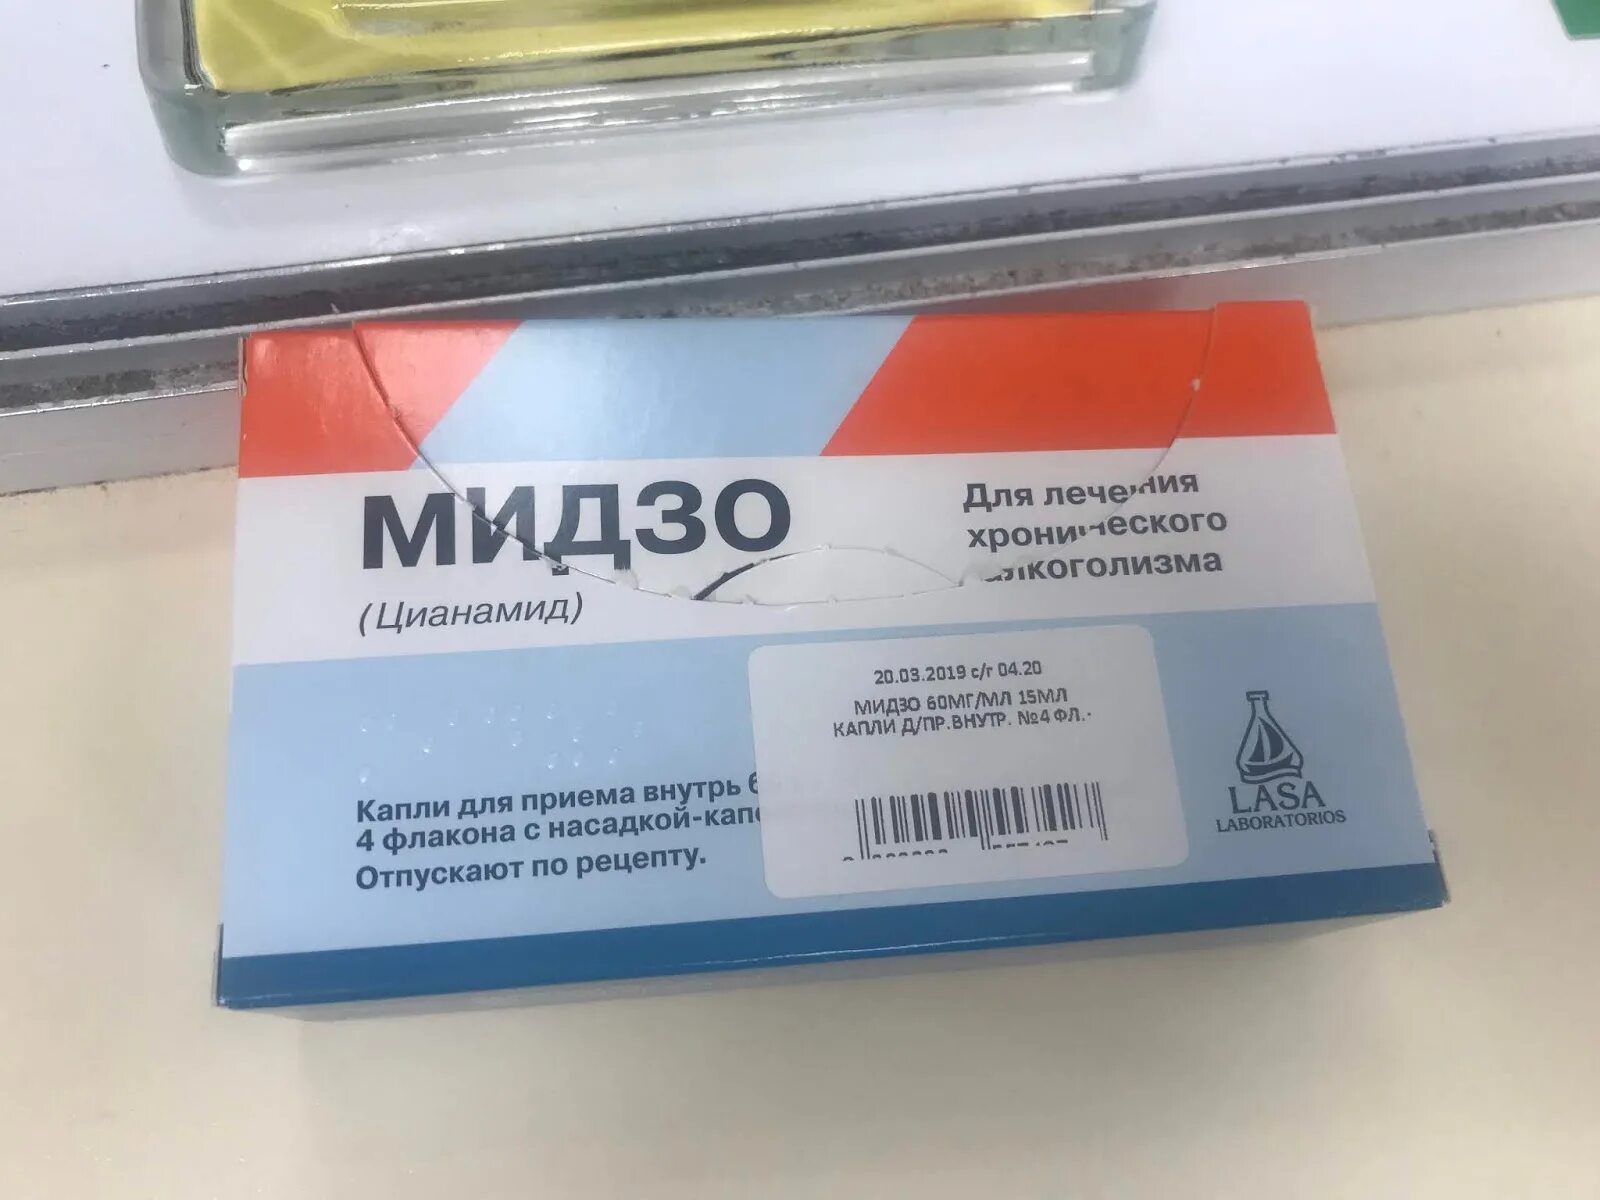 МИДЗО
(Цианамид)
Для лечения
хронического
алкоголизма
20.03.2019 с/г 04.20
МИДЗО 60МГ/МЛ 15МЛ
КАПЛИ Д/ПР.ВНУТР. №4 ФЛ.
Капли для приема внутрь
4 флакона с
Отпускают по рецепту.
LASA
LABORATORIOS